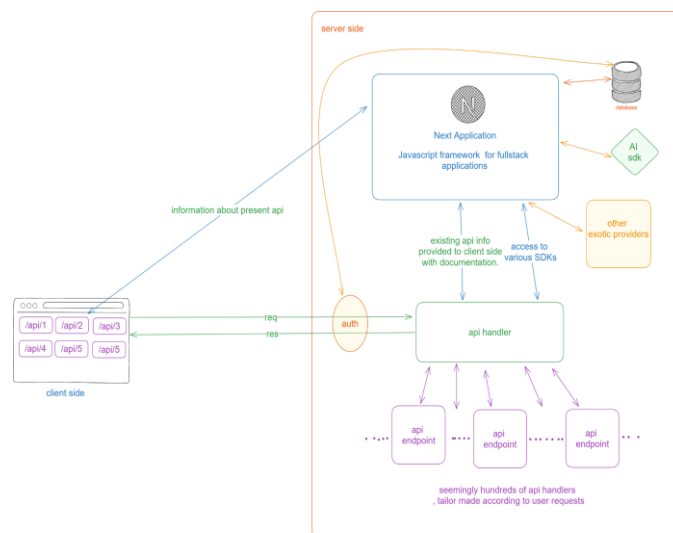 server side
database
Next Application
Javascript framework for fullstack
applications
AI
sdk
information about present api
other
exotic providers
existing api info
provided to client side
with documentation.
access to
various SDKs
/api/1
/api/2
/api/3
/api/4
/api/5
/api/5
client side
req
res
auth
api handler
api
endpoint
api
endpoint
api
endpoint
seemingly hundreds of api handlers
, tailor made according to user requests